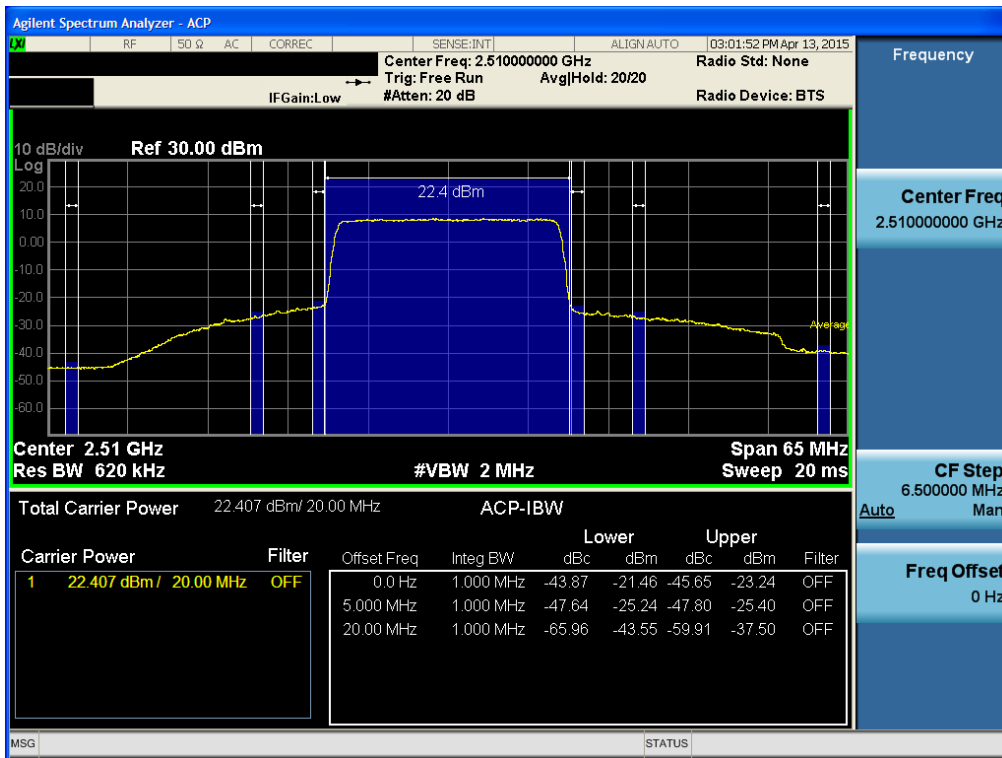 Agilent Spectrum Analyzer - ACP
LXI RF 50 Ω AC CORREC SENSE:INT ALIGN AUTO 03:01:52 PM Apr 13, 2015
Center Freq: 2.510000000 GHz Radio Std: None
Trig: Free Run Avg|Hold: 20/20
IFGain:Low #Atten: 20 dB Radio Device: BTS
10 dB/div Ref 30.00 dBm
Log
20.0
22.4 dBm
10.0
0.00
-10.0
-20.0
-30.0
Average
-40.0
-50.0
-60.0
Center 2.51 GHz Span 65 MHz
Res BW 620 kHz #VBW 2 MHz Sweep 20 ms
Total Carrier Power 22.407 dBm/ 20.00 MHz ACP-IBW
Lower Upper
Carrier Power Filter Offset Freq Integ BW dBc dBm dBc dBm Filter
1 22.407 dBm / 20.00 MHz OFF 0.0 Hz 1.000 MHz -43.87 -21.46 -45.65 -23.24 OFF
5.000 MHz 1.000 MHz -47.64 -25.24 -47.80 -25.40 OFF
20.00 MHz 1.000 MHz -65.96 -43.55 -59.91 -37.50 OFF
MSG STATUS
Frequency
Center Freq
2.510000000 GHz
CF Step
6.500000 MHz
Auto Man
Freq Offset
0 Hz